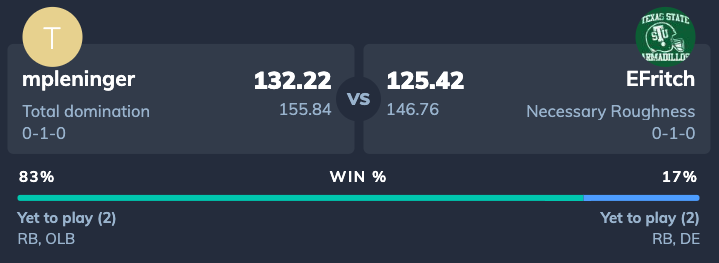 T
TEXAS STATE
STU
ARMADILLOS
mpleninger
132.22
VS
125.42
EFritch
Total domination
155.84
146.76
Necessary Roughness
0-1-0
0-1-0
83%
WIN %
17%
Yet to play (2)
Yet to play (2)
RB, OLB
RB, DE